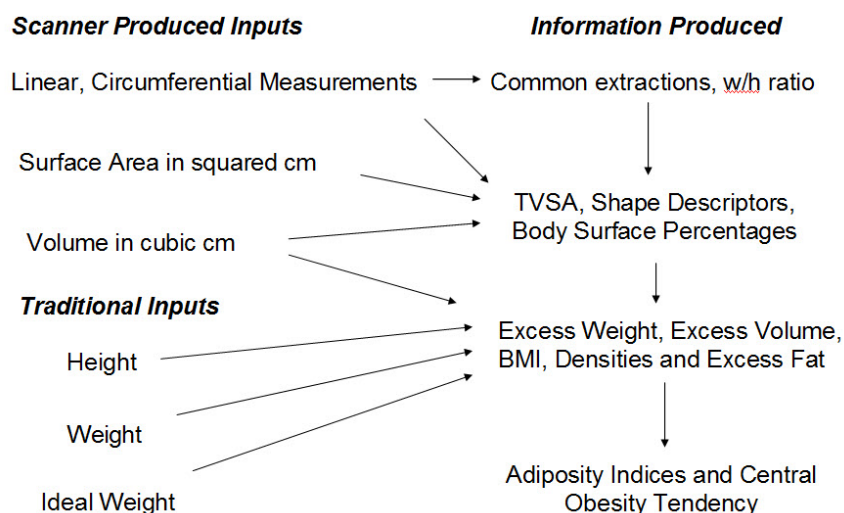 Scanner Produced Inputs
Information Produced
Linear, Circumferential Measurements
Common extractions, w/h ratio
Surface Area in squared cm
TVSA, Shape Descriptors,
Body Surface Percentages
Volume in cubic cm
Traditional Inputs
Excess Weight, Excess Volume,
BMI, Densities and Excess Fat
Height
Weight
Ideal Weight
Adiposity Indices and Central
Obesity Tendency